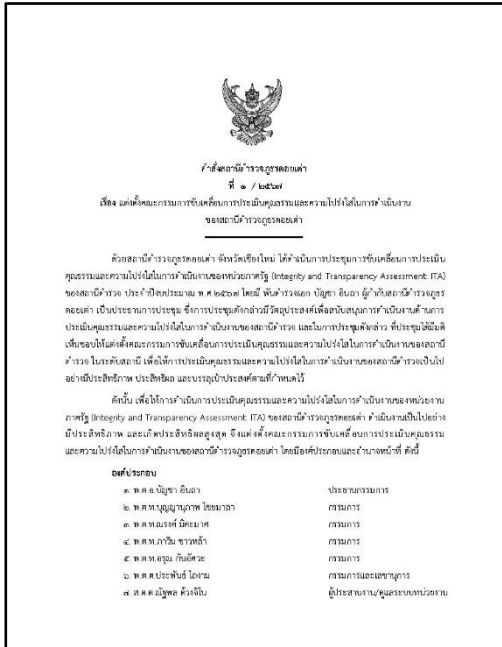 คำสั่งสถานีตำรวจภูธรดอยเต่า
ที่ ๑ / ๒๕๖๗
เรื่อง แต่งตั้งคณะกรรมการขับเคลื่อนการประเมินคุณธรรมและความโปร่งใสในการดำเนินงาน
ของสถานีตำรวจภูธรดอยเต่า
ด้วยสถานีตำรวจภูธรดอยเต่า จังหวัดเชียงใหม่ ได้ดำเนินการประชุมการขับเคลื่อนการประเมิน
คุณธรรมและความโปร่งใสในการดำเนินงานของหน่วยงานภาครัฐ (Integrity and Transparency Assessment: ITA)
ของสถานีตำรวจ ประจำปีงบประมาณ พ.ศ.๒๕๖๗ โดยมี พันตำรวจเอก บัญชา อินถา ผู้กำกับสถานีตำรวจภูธร
ดอยเต่า เป็นประธานการประชุม ซึ่งการประชุมดังกล่าวมีวัตถุประสงค์เพื่อสนับสนุนการดำเนินงานด้านการ
ประเมินคุณธรรมและความโปร่งใสในการดำเนินงานของสถานีตำรวจ และในการประชุมดังกล่าว ที่ประชุมได้มีมติ
เห็นชอบให้แต่งตั้งคณะกรรมการขับเคลื่อนการประเมินคุณธรรมและความโปร่งใสในการดำเนินงานของสถานี
ตำรวจ ในระดับสถานี เพื่อให้การประเมินคุณธรรมและความโปร่งใสในการดำเนินงานของสถานีตำรวจเป็นไป
อย่างมีประสิทธิภาพ ประสิทธิผล และบรรลุเป้าประสงค์ตามที่กำหนดไว้
ดังนั้น เพื่อให้การดำเนินการประเมินคุณธรรมและความโปร่งใสในการดำเนินงานของหน่วยงาน
ภาครัฐ (Integrity and Transparency Assessment: ITA) ของสถานีตำรวจภูธรดอยเต่า ดำเนินงานเป็นไปอย่าง
มีประสิทธิภาพ และเกิดประสิทธิผลสูงสุด จึงแต่งตั้งคณะกรรมการขับเคลื่อนการประเมินคุณธรรม
และความโปร่งใสในการดำเนินงานของสถานีตำรวจภูธรดอยเต่า โดยมีองค์ประกอบและอำนาจหน้าที่ ดังนี้
องค์ประกอบ
๑. พ.ต.อ.บัญชา อินถา ประธานกรรมการ
๒. พ.ต.ท.บุญญานุภาพ ไชยมาลา กรรมการ
๓. พ.ต.ท.ณรงค์ มิคะมาศ กรรมการ
๔. พ.ต.ท.ภาวิน ชาวหล้า กรรมการ
๕. พ.ต.ท.อรุณ กันอัศวะ กรรมการ
๖. พ.ต.ต.ประพันธ์ โถงาม กรรมการและเลขานุการ
๗. ส.ต.ต.ณัฐพล ด้วงจิโน ผู้ประสานงาน/ดูแลระบบหน่วยงาน